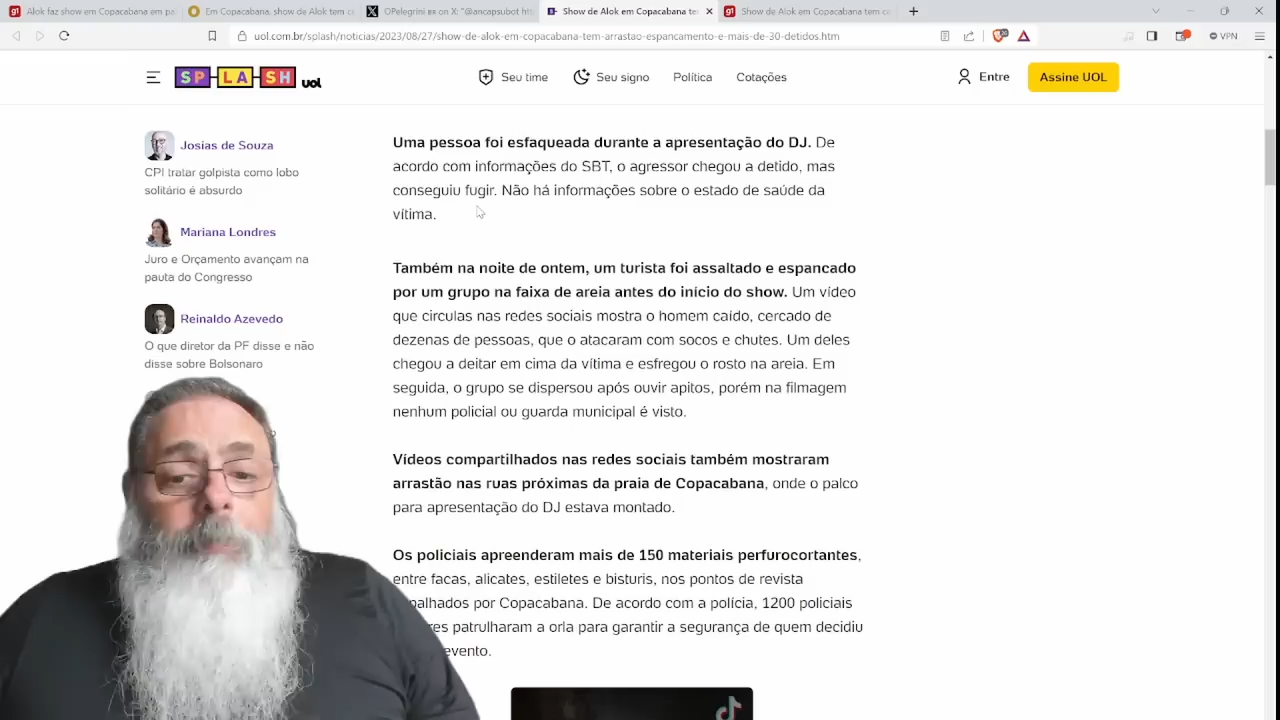 Alok faz show em Copacabana em pa
Em Copacabana, show de Alok tem c
OPelegrini on X: "@ancapsubot htt
Show de Alok em Copacabana te
Show de Alok em Copacabana tem c
uol.com.br/splash/noticias/2023/08/27/show-de-alok-em-copacabana-tem-arrastao-espancamento-e-mais-de-30-detidos.htm
VPN
SPLASH uol
Seu time
Seu signo
Política
Cotações
Entre
Assine UOL
Josias de Souza
CPI tratar golpista como lobo
solitário é absurdo
Mariana Londres
Juro e Orçamento avançam na
pauta do Congresso
Reinaldo Azevedo
O que diretor da PF disse e não
disse sobre Bolsonaro
Uma pessoa foi esfaqueada durante a apresentação do DJ. De
acordo com informações do SBT, o agressor chegou a detido, mas
conseguiu fugir. Não há informações sobre o estado de saúde da
vítima.
Também na noite de ontem, um turista foi assaltado e espancado
por um grupo na faixa de areia antes do início do show. Um vídeo
que circulas nas redes sociais mostra o homem caído, cercado de
dezenas de pessoas, que o atacaram com socos e chutes. Um deles
chegou a deitar em cima da vítima e esfregou o rosto na areia. Em
seguida, o grupo se dispersou após ouvir apitos, porém na filmagem
nenhum policial ou guarda municipal é visto.
Vídeos compartilhados nas redes sociais também mostraram
arrastão nas ruas próximas da praia de Copacabana, onde o palco
para apresentação do DJ estava montado.
Os policiais apreenderam mais de 150 materiais perfurocortantes,
entre facas, alicates, estiletes e bisturis, nos pontos de revista
palhados por Copacabana. De acordo com a polícia, 1200 policiais
res patrulharam a orla para garantir a segurança de quem decidiu
evento.